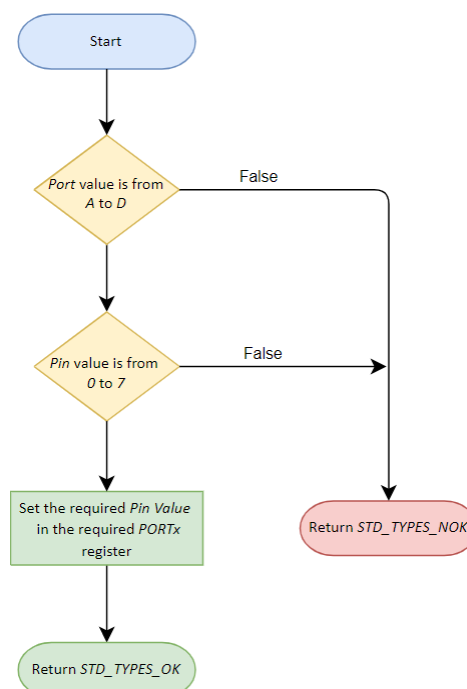 Start
Port value is from
A to D
False
Pin value is from
0 to 7
False
Set the required Pin Value
in the required PORTx
register
Return STD_TYPES_NOK
Return STD_TYPES_OK